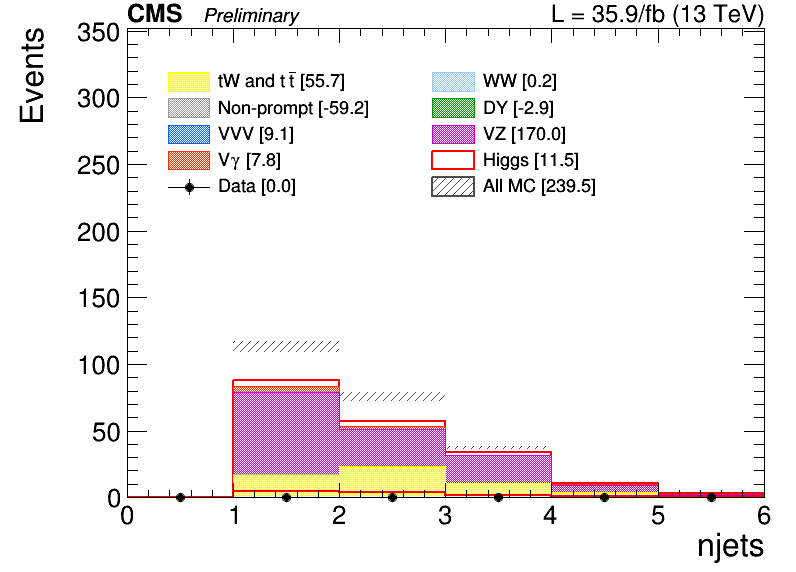 CMS Preliminary L = 35.9/fb (13 TeV)
Events
350
300
250
200
150
100
50
0
tW and t t̅ [55.7]
Non-prompt [-59.2]
VVV [9.1]
Vγ [7.8]
Data [0.0]
WW [0.2]
DY [-2.9]
VZ [170.0]
Higgs [11.5]
All MC [239.5]
0 1 2 3 4 5 6
njets